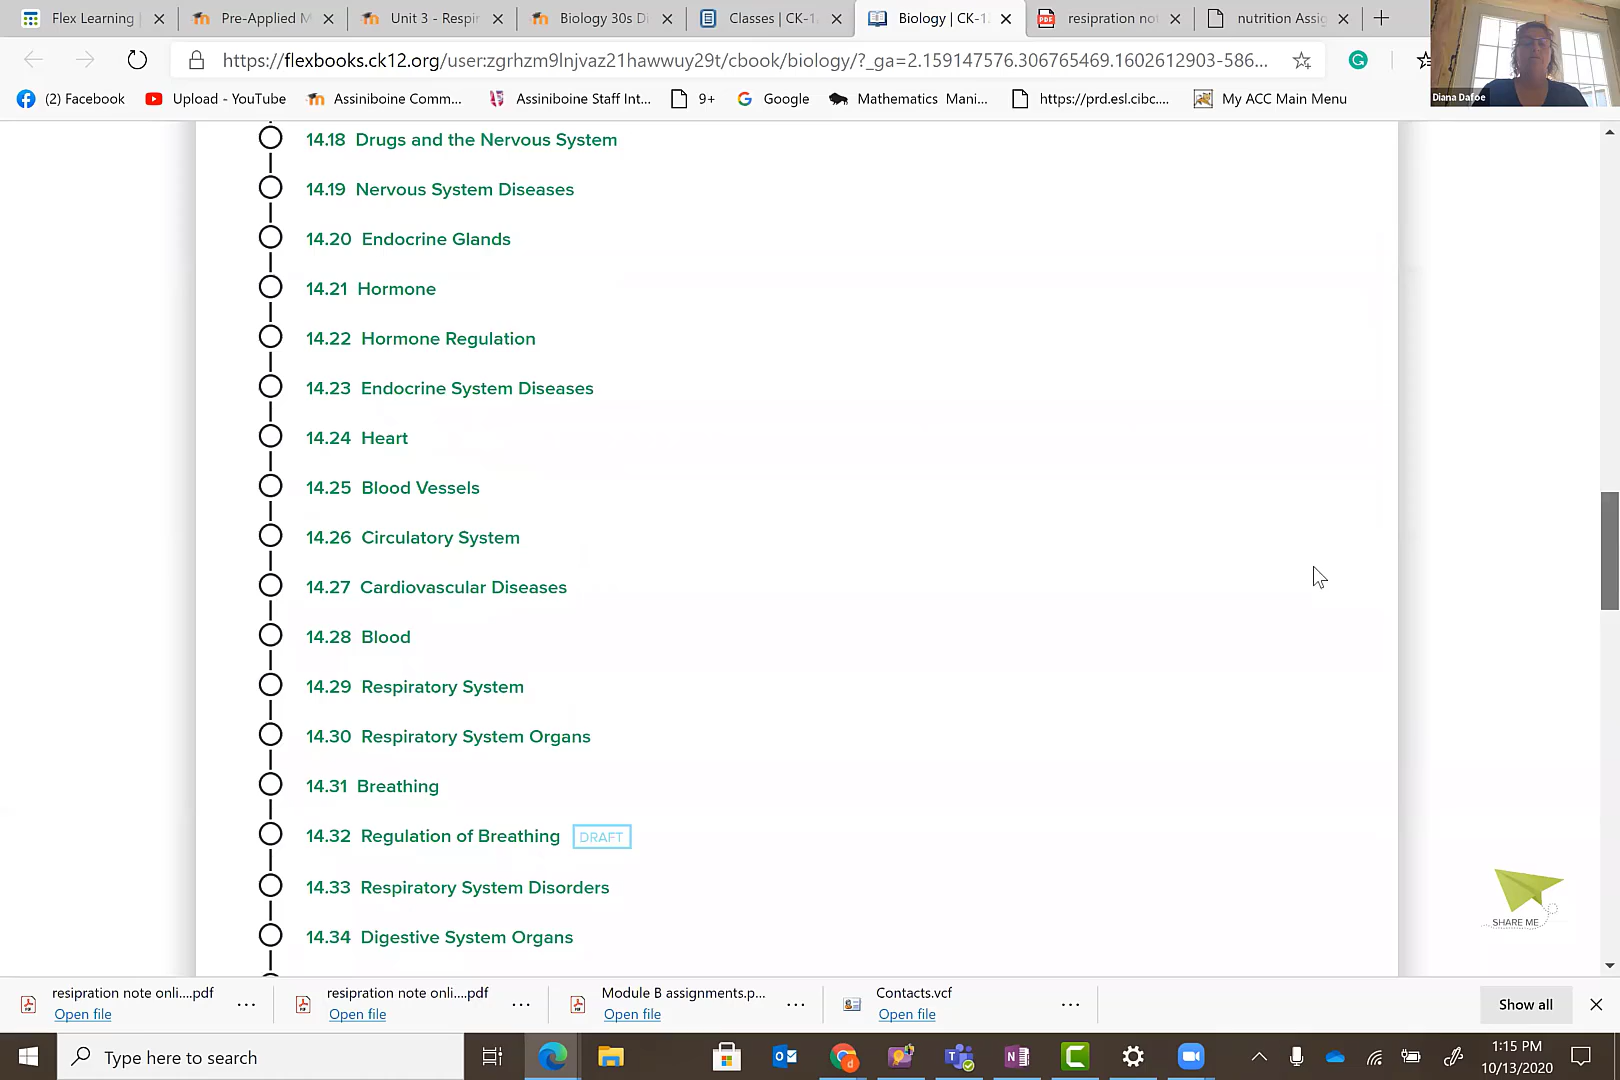 Flex Learning
Pre-Applied M
Unit 3 - Respir
Biology 30s Di
Classes | CK-1
Biology | CK-1
resipration not
nutrition Assig
https://flexbooks.ck12.org/user:zgrhzm9lnjvaz21hawwuy29t/cbook/biology/?_ga=2.159147576.306765469.1602612903-586...
Diana Dafoe
(2) Facebook
Upload - YouTube
Assiniboine Comm...
Assiniboine Staff Int...
9+
Google
Mathematics Mani...
https://prd.esl.cibc....
My ACC Main Menu
14.18 Drugs and the Nervous System
14.19 Nervous System Diseases
14.20 Endocrine Glands
14.21 Hormone
14.22 Hormone Regulation
14.23 Endocrine System Diseases
14.24 Heart
14.25 Blood Vessels
14.26 Circulatory System
14.27 Cardiovascular Diseases
14.28 Blood
14.29 Respiratory System
14.30 Respiratory System Organs
14.31 Breathing
14.32 Regulation of Breathing DRAFT
14.33 Respiratory System Disorders
14.34 Digestive System Organs
SHARE ME
resipration note onli....pdf
Open file
resipration note onli....pdf
Open file
Module B assignments.p...
Open file
Contacts.vcf
Open file
Show all
Type here to search
1:15 PM
10/13/2020